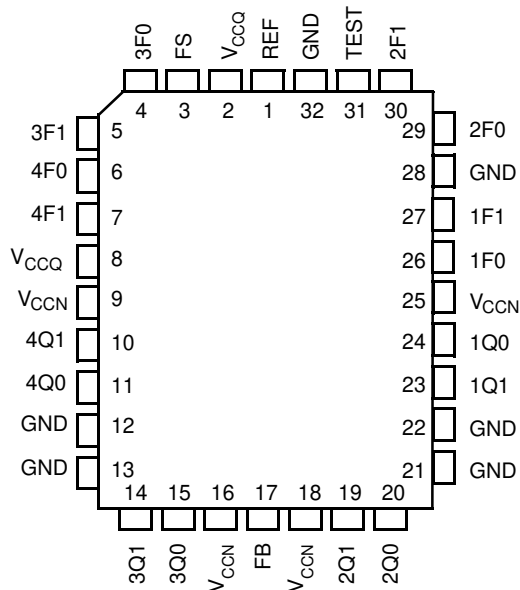 3F0 FS VCCQ REF GND TEST 2F1
4 3 2 1 32 31 30
3F1 5 29 2F0
4F0 6 28 GND
4F1 7 27 1F1
VCCQ 8 26 1F0
VCCN 9 25 VCCN
4Q1 10 24 1Q0
4Q0 11 23 1Q1
GND 12 22 GND
GND 13 21 GND
14 15 16 17 18 19 20
3Q1 3Q0 VCCN FB VCCN 2Q1 2Q0